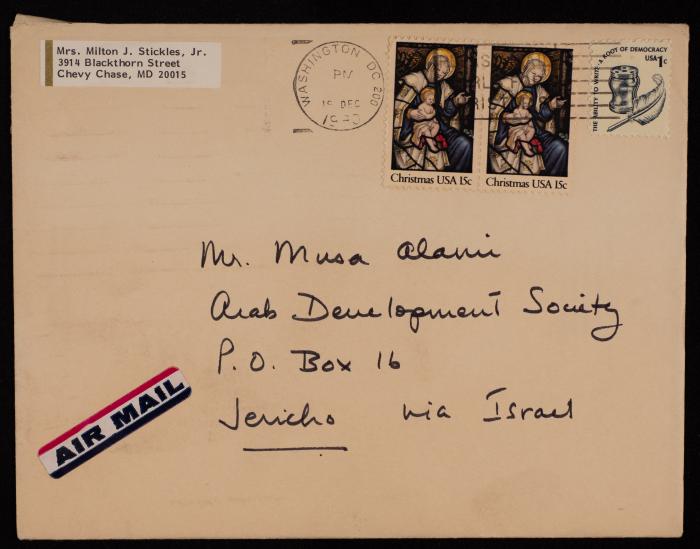 Mrs. Milton J. Stickles, Jr.
3914 Blackthorn Street
Chevy Chase, MD 20015
WASHINGTON DC 200
PM
DEC
Christmas USA 15c
Christmas USA 15c
THE ABILITY TO WRITE · A ROOT OF DEMOCRACY
USA 1c
Mr. Musa Alami
Arab Development Society
P.O. Box 16
Jericho via Israel
AIR MAIL